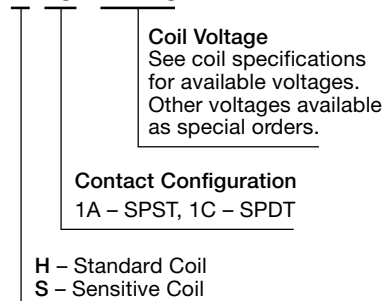 Coil Voltage
See coil specifications
for available voltages.
Other voltages available
as special orders.
Contact Configuration
1A – SPST, 1C – SPDT
H – Standard Coil
S – Sensitive Coil